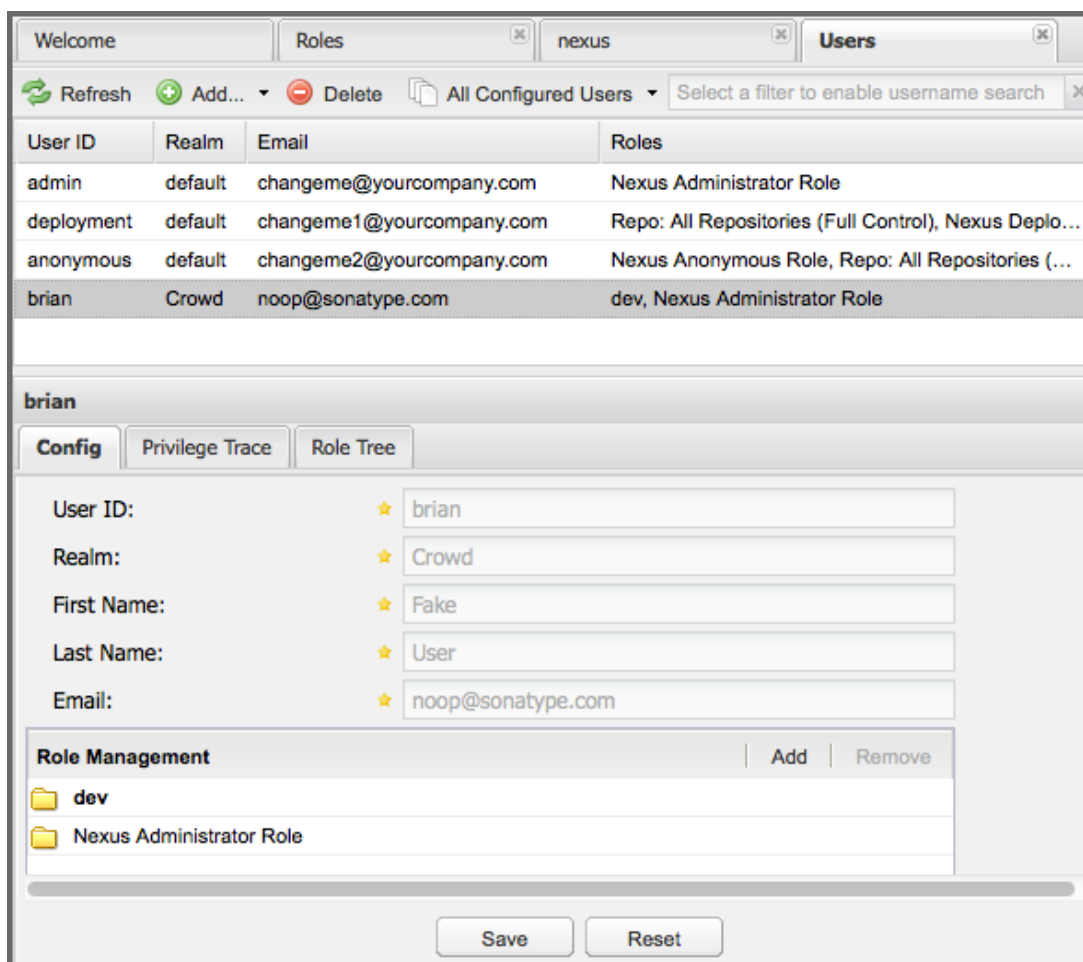 Welcome Roles nexus Users
Refresh Add... Delete All Configured Users Select a filter to enable username search
User ID Realm Email Roles
admin default changeme@yourcompany.com Nexus Administrator Role
deployment default changeme1@yourcompany.com Repo: All Repositories (Full Control), Nexus Deplo...
anonymous default changeme2@yourcompany.com Nexus Anonymous Role, Repo: All Repositories (...
brian Crowd noop@sonatype.com dev, Nexus Administrator Role
brian
Config Privilege Trace Role Tree
User ID: brian
Realm: Crowd
First Name: Fake
Last Name: User
Email: noop@sonatype.com
Role Management Add Remove
dev
Nexus Administrator Role
Save Reset